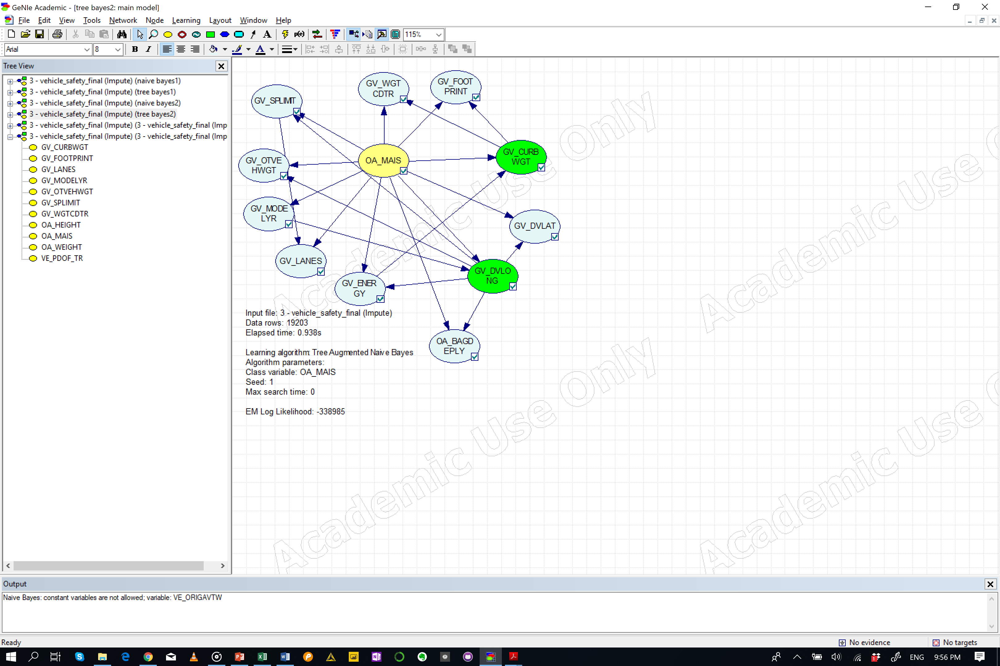 GeNIe Academic - [tree bayes2: main model]
File Edit View Tools Network Node Learning Layout Window Help
p(e) 115%
Arial 8 B I A
Tree View
3 - vehicle_safety_final (Impute) (naive bayes1)
3 - vehicle_safety_final (Impute) (tree bayes1)
3 - vehicle_safety_final (Impute) (naive bayes2)
3 - vehicle_safety_final (Impute) (tree bayes2)
3 - vehicle_safety_final (Impute) (3 - vehicle_safety_final (Imp
3 - vehicle_safety_final (Impute) (3 - vehicle_safety_final (Imp
GV_CURBWGT
GV_FOOTPRINT
GV_LANES
GV_MODELYR
GV_OTVEHWGT
GV_SPLIMIT
GV_WGTCDTR
OA_HEIGHT
OA_MAIS
OA_WEIGHT
VE_PDOF_TR
GV_SPLIMIT
GV_WGT
CDTR
GV_FOOT
PRINT
GV_OTVE
HWGT
OA_MAIS
GV_CURB
WGT
GV_MODE
LYR
GV_DVLAT
GV_LANES
GV_ENER
GY
GV_DVLO
NG
OA_BAGD
EPLY
Input file: 3 - vehicle_safety_final (Impute)
Data rows: 19203
Elapsed time: 0.938s
Learning algorithm: Tree Augmented Naive Bayes
Algorithm parameters:
Class variable: OA_MAIS
Seed: 1
Max search time: 0
EM Log Likelihood: -338985
Academic Use Only
Academic Use Only
Academic Use Only
Academic Use Only
Output
Naive Bayes: constant variables are not allowed; variable: VE_ORIGAVTW
Ready
No evidence
No targets
ENG 9:56 PM